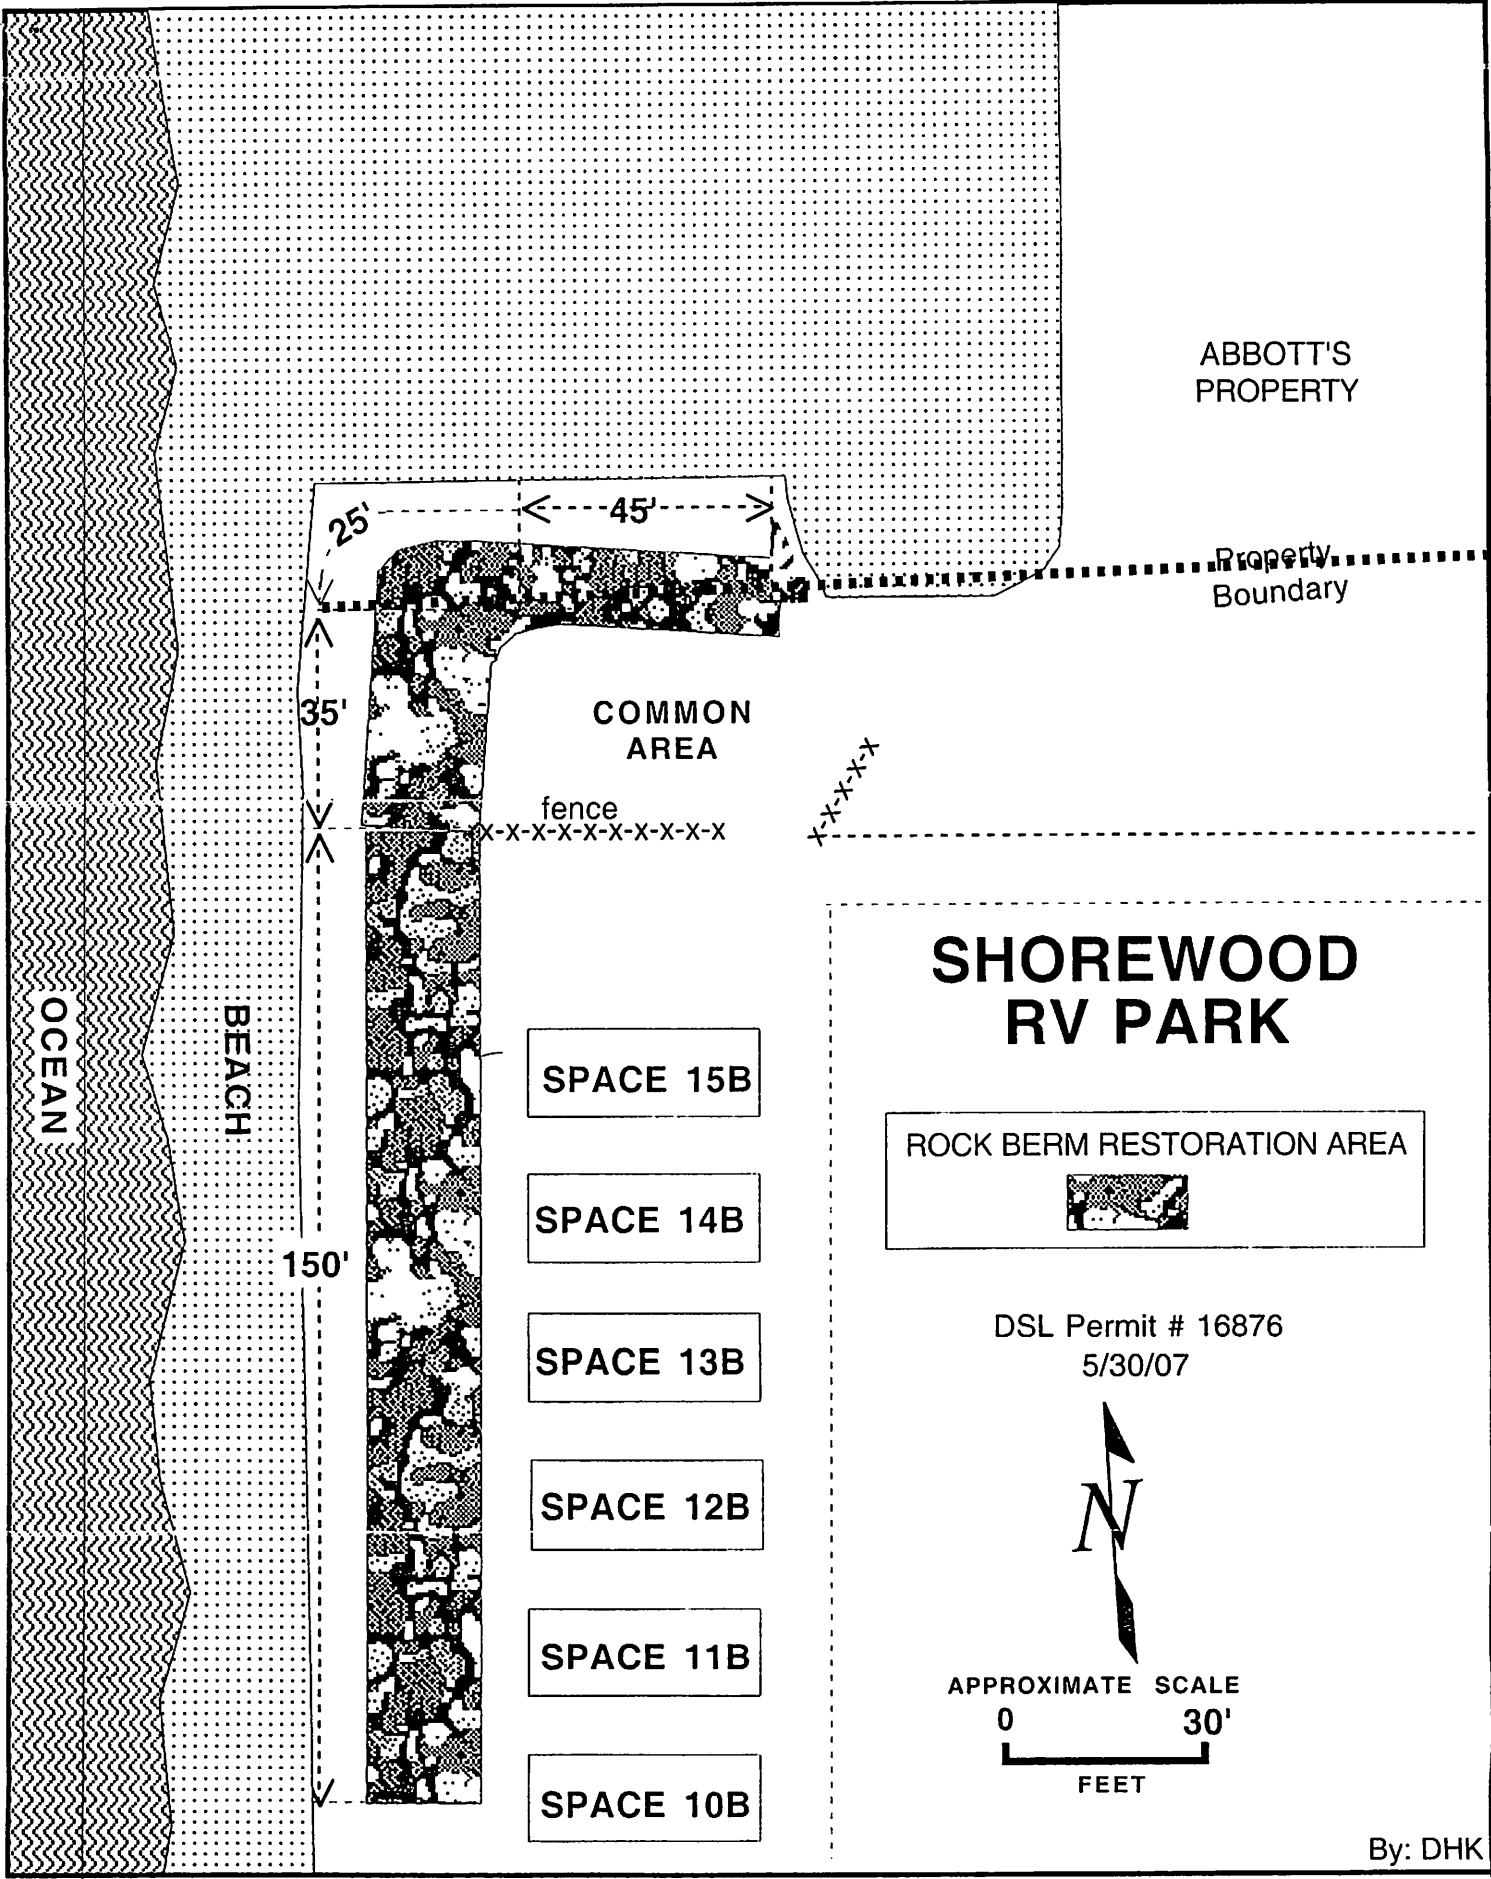 ABBOTT'S
PROPERTY
25'
45'
Property
Boundary
35'
COMMON
AREA
fence
x-x-x-x-x-x-x-x-x-x
x-x-x-x-x-x
SHOREWOOD
RV PARK
OCEAN
BEACH
SPACE 15B
ROCK BERM RESTORATION AREA
SPACE 14B
150'
DSL Permit # 16876
SPACE 13B
5/30/07
N
SPACE 12B
SPACE 11B
APPROXIMATE SCALE
0 30'
FEET
SPACE 10B
By: DHK